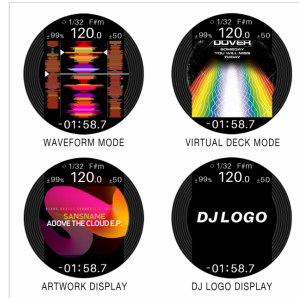 1/32 F#m
±99% 120.0 ±50
-01:58.7
WAVEFORM MODE
1/32 F#m
±99% 120.0 ±50
DOVER
SOMEDAY
YOU WILL MISS
TODAY
-01:58.7
VIRTUAL DECK MODE
1/32 F#m
±99% 120.0 ±50
SANSNAME
ADOVE THE CLOUD E.P.
-01:58.7
ARTWORK DISPLAY
1/32 F#m
±99% 120.0 ±50
DJ LOGO
-01:58.7
DJ LOGO DISPLAY